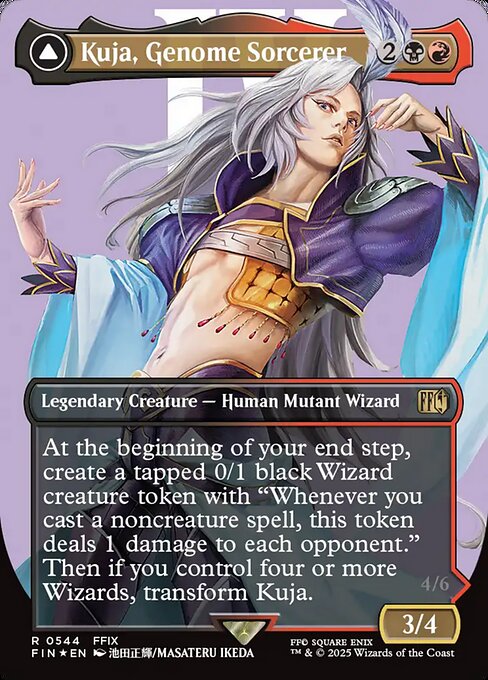 IX
Kuja, Genome Sorcerer 2
Legendary Creature — Human Mutant Wizard FFIX
At the beginning of your end step,
create a tapped 0/1 black Wizard
creature token with “Whenever you
cast a noncreature spell, this token
deals 1 damage to each opponent.”
Then if you control four or more
Wizards, transform Kuja.
4/6
3/4
R 0544 FFIX
FIN★EN 池田正輝/MASATERU IKEDA
FF© SQUARE ENIX
™ & © 2025 Wizards of the Coast